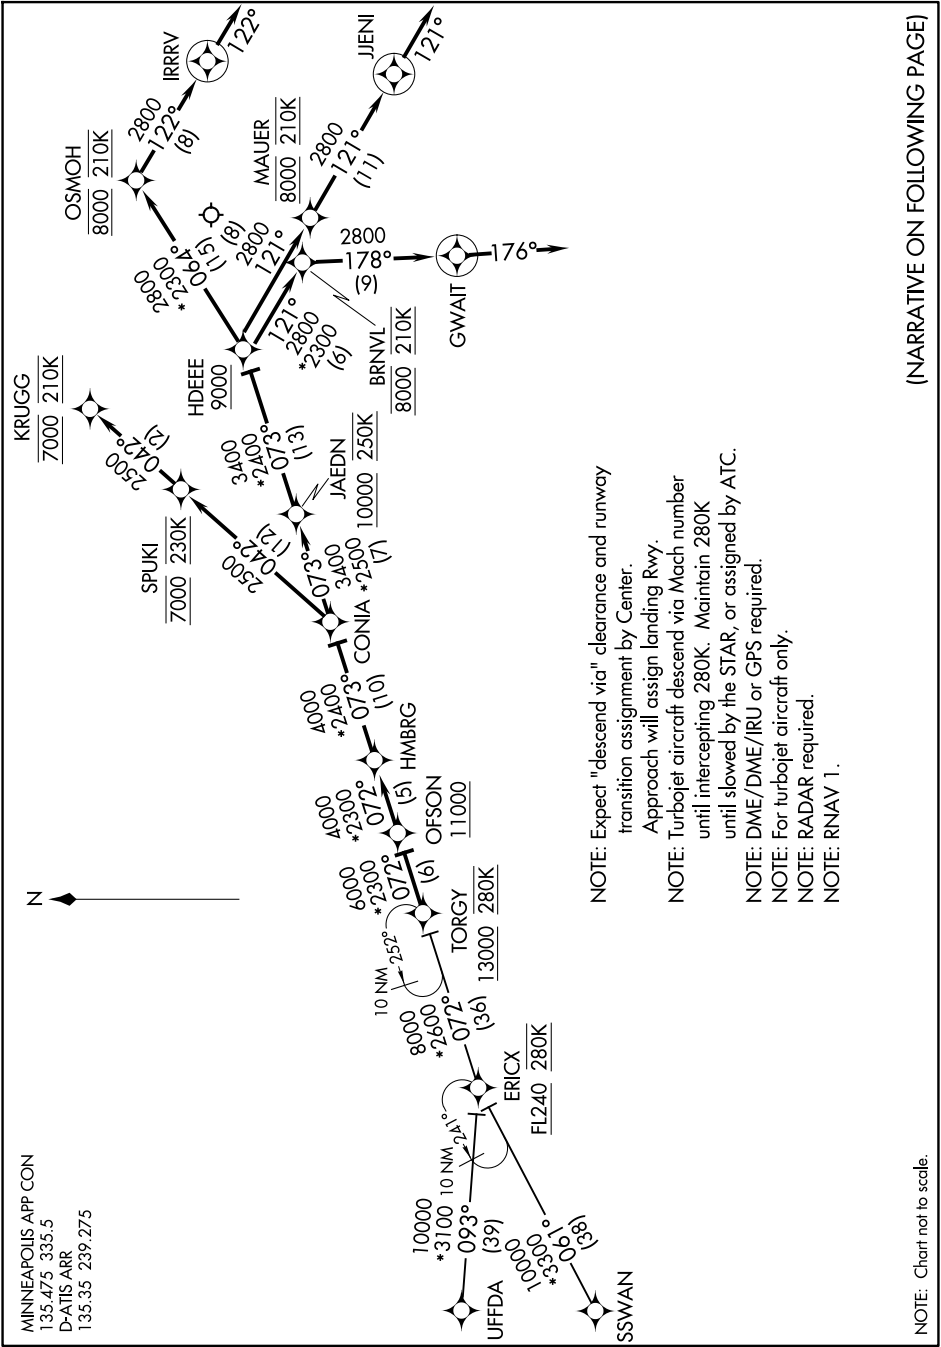 MINNEAPOLIS APP CON
135.475 335.5
D-ATIS ARR
135.35 239.275
N
UFFDA
10000
*3100
093°
(39)
SSWAN
10000
*3300
061°
(38)
10 NM
241°
ERICX
FL240 280K
8000
*2600
072°
(36)
10 NM
252°
TORGY
13000 280K
6000
*2300
072°
(6)
OFSON
11000
4000
*2300
072°
(5)
HMBRG
4000
*2400
073°
(10)
CONIA
2500
042°
(12)
SPUKI
7000 230K
2500
042°
(2)
KRUGG
7000 210K
073°
3400
*2500
(7)
JAEDN
10000 250K
3400
*2400
073°
(13)
HDEEE
9000
2800
*2300
064°
(15)
OSMOH
8000 210K
2800
122°
(8)
IRRRV
122°
(8)
2800
121°
MAUER
8000 210K
2800
121°
(11)
JJENI
121°
121°
2800
*2300
(6)
BRNVL
8000 210K
2800
178°
(9)
GWAIT
176°
NOTE: Expect "descend via" clearance and runway
transition assignment by Center.
Approach will assign landing Rwy.
NOTE: Turbojet aircraft descend via Mach number
until intercepting 280K. Maintain 280K
until slowed by the STAR, or assigned by ATC.
NOTE: DME/DME/IRU or GPS required.
NOTE: For turbojet aircraft only.
NOTE: RADAR required.
NOTE: RNAV 1.
(NARRATIVE ON FOLLOWING PAGE)
NOTE: Chart not to scale.